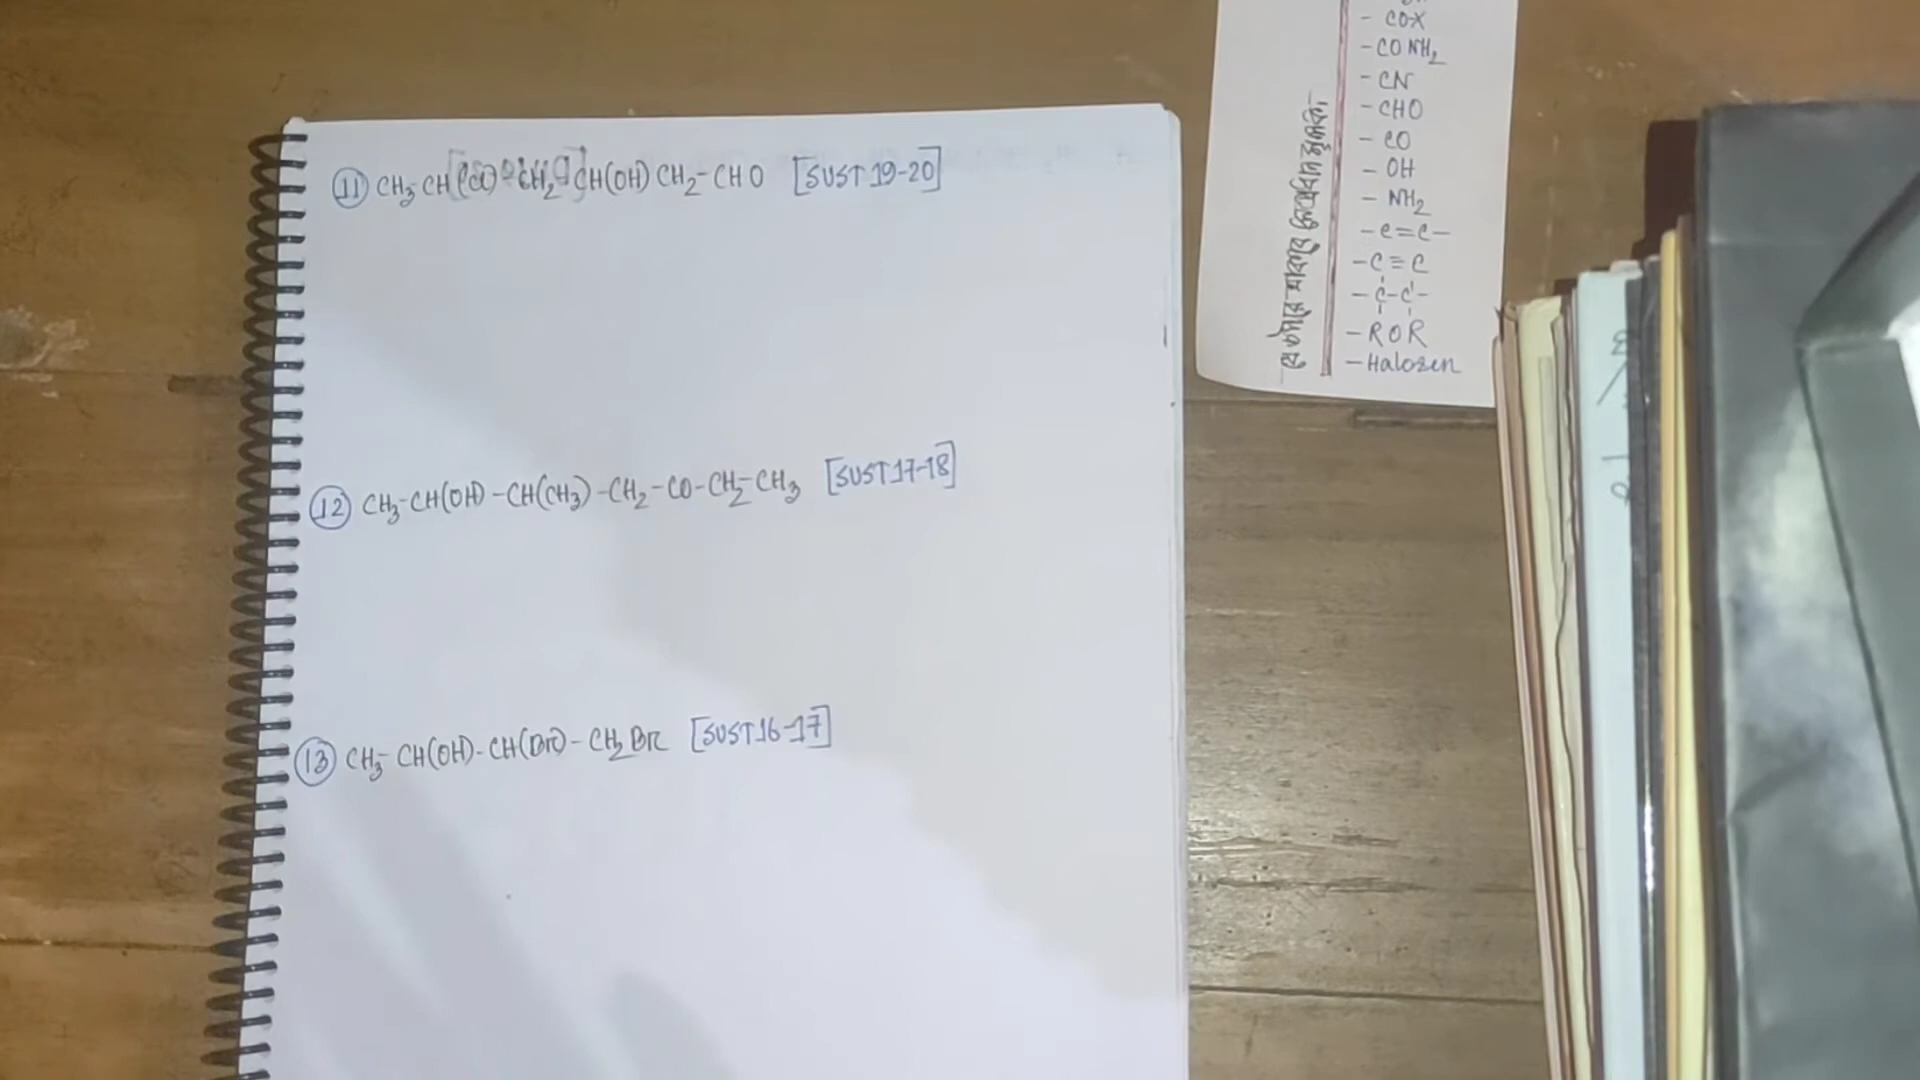 ⑪ CH₃-CH CH(OH) CH₂-CHO [SUST 19-20]
⑫ CH₃-CH(OH)-CH(CH₃)-CH₂-CO-CH₂-CH₃ [SUST 17-18]
⑬ CH₃-CH(OH)-CH(Br)-CH₂Br [SUST 16-17]
- COX
- CONH₂
- CN
- CHO
- CO
- OH
- NH₂
-C=C-
-C≡C
-C-C-
-ROR
-Halogen